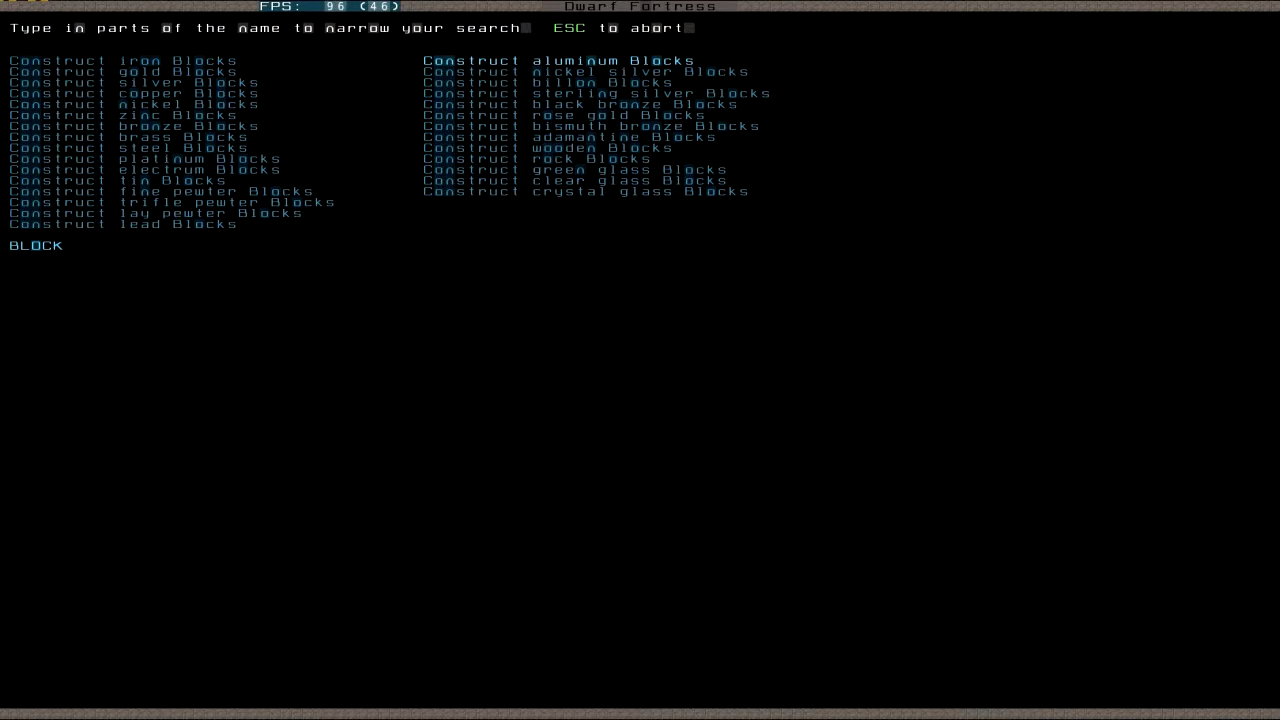 FPS: 96 (46) Dwarf Fortress
Type in parts of the name to narrow your search ESC to abort
Construct iron Blocks
Construct gold Blocks
Construct silver Blocks
Construct copper Blocks
Construct nickel Blocks
Construct zinc Blocks
Construct bronze Blocks
Construct brass Blocks
Construct steel Blocks
Construct platinum Blocks
Construct electrum Blocks
Construct tin Blocks
Construct fine pewter Blocks
Construct trifle pewter Blocks
Construct lay pewter Blocks
Construct lead Blocks
Construct aluminum Blocks
Construct nickel silver Blocks
Construct billon Blocks
Construct sterling silver Blocks
Construct black bronze Blocks
Construct rose gold Blocks
Construct bismuth bronze Blocks
Construct adamantine Blocks
Construct wooden Blocks
Construct rock Blocks
Construct green glass Blocks
Construct clear glass Blocks
Construct crystal glass Blocks
BLOCK